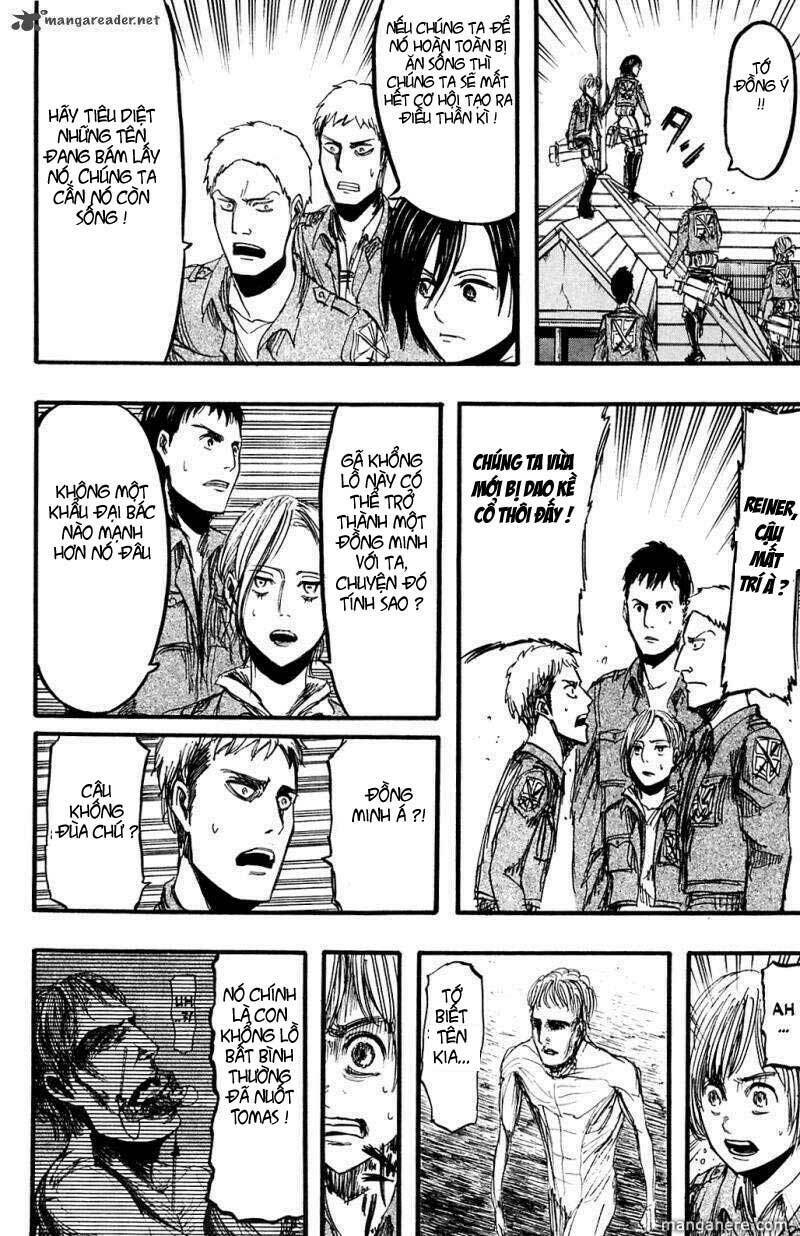 mangareader.net
TỚ
ĐỒNG Ý
!!
NẾU CHÚNG TA ĐỂ
NÓ HOÀN TOÀN BỊ
ĂN SỐNG THÌ
CHÚNG TA SẼ MẤT
HẾT CƠ HỘI TẠO RA
ĐIỀU THẦN KÌ !
HÃY TIÊU DIỆT
NHỮNG TÊN
ĐANG BẤM LẤY
NÓ, CHÚNG TA
CẦN NÓ CÒN
SỐNG !
REINER,
CẬU
MẤT
TRÍ À ?
CHÚNG TA VỪA
MỚI BỊ DAO KỀ
CỔ THÔI ĐẤY !
GÃ KHỔNG
LỒ NÀY CÓ
THỂ TRỞ
THÀNH MỘT
ĐỒNG MINH
VỚI TA,
CHUYỆN ĐÓ
TÍNH SAO ?
KHÔNG MỘT
KHẨU ĐẠI BÁC
NÀO MẠNH
HƠN NÓ ĐÂU
ĐỒNG
MINH Á ?!
CẬU
KHÔNG
ĐÙA CHỨ ?
AH
...
TỚ
BIẾT
TÊN
KIA...
NÓ CHÍNH
LÀ CON
KHỔNG LỒ
BẤT BÌNH
THƯỜNG
ĐÃ NUỐT
TOMAS !
UH
..?!
mangahere.com